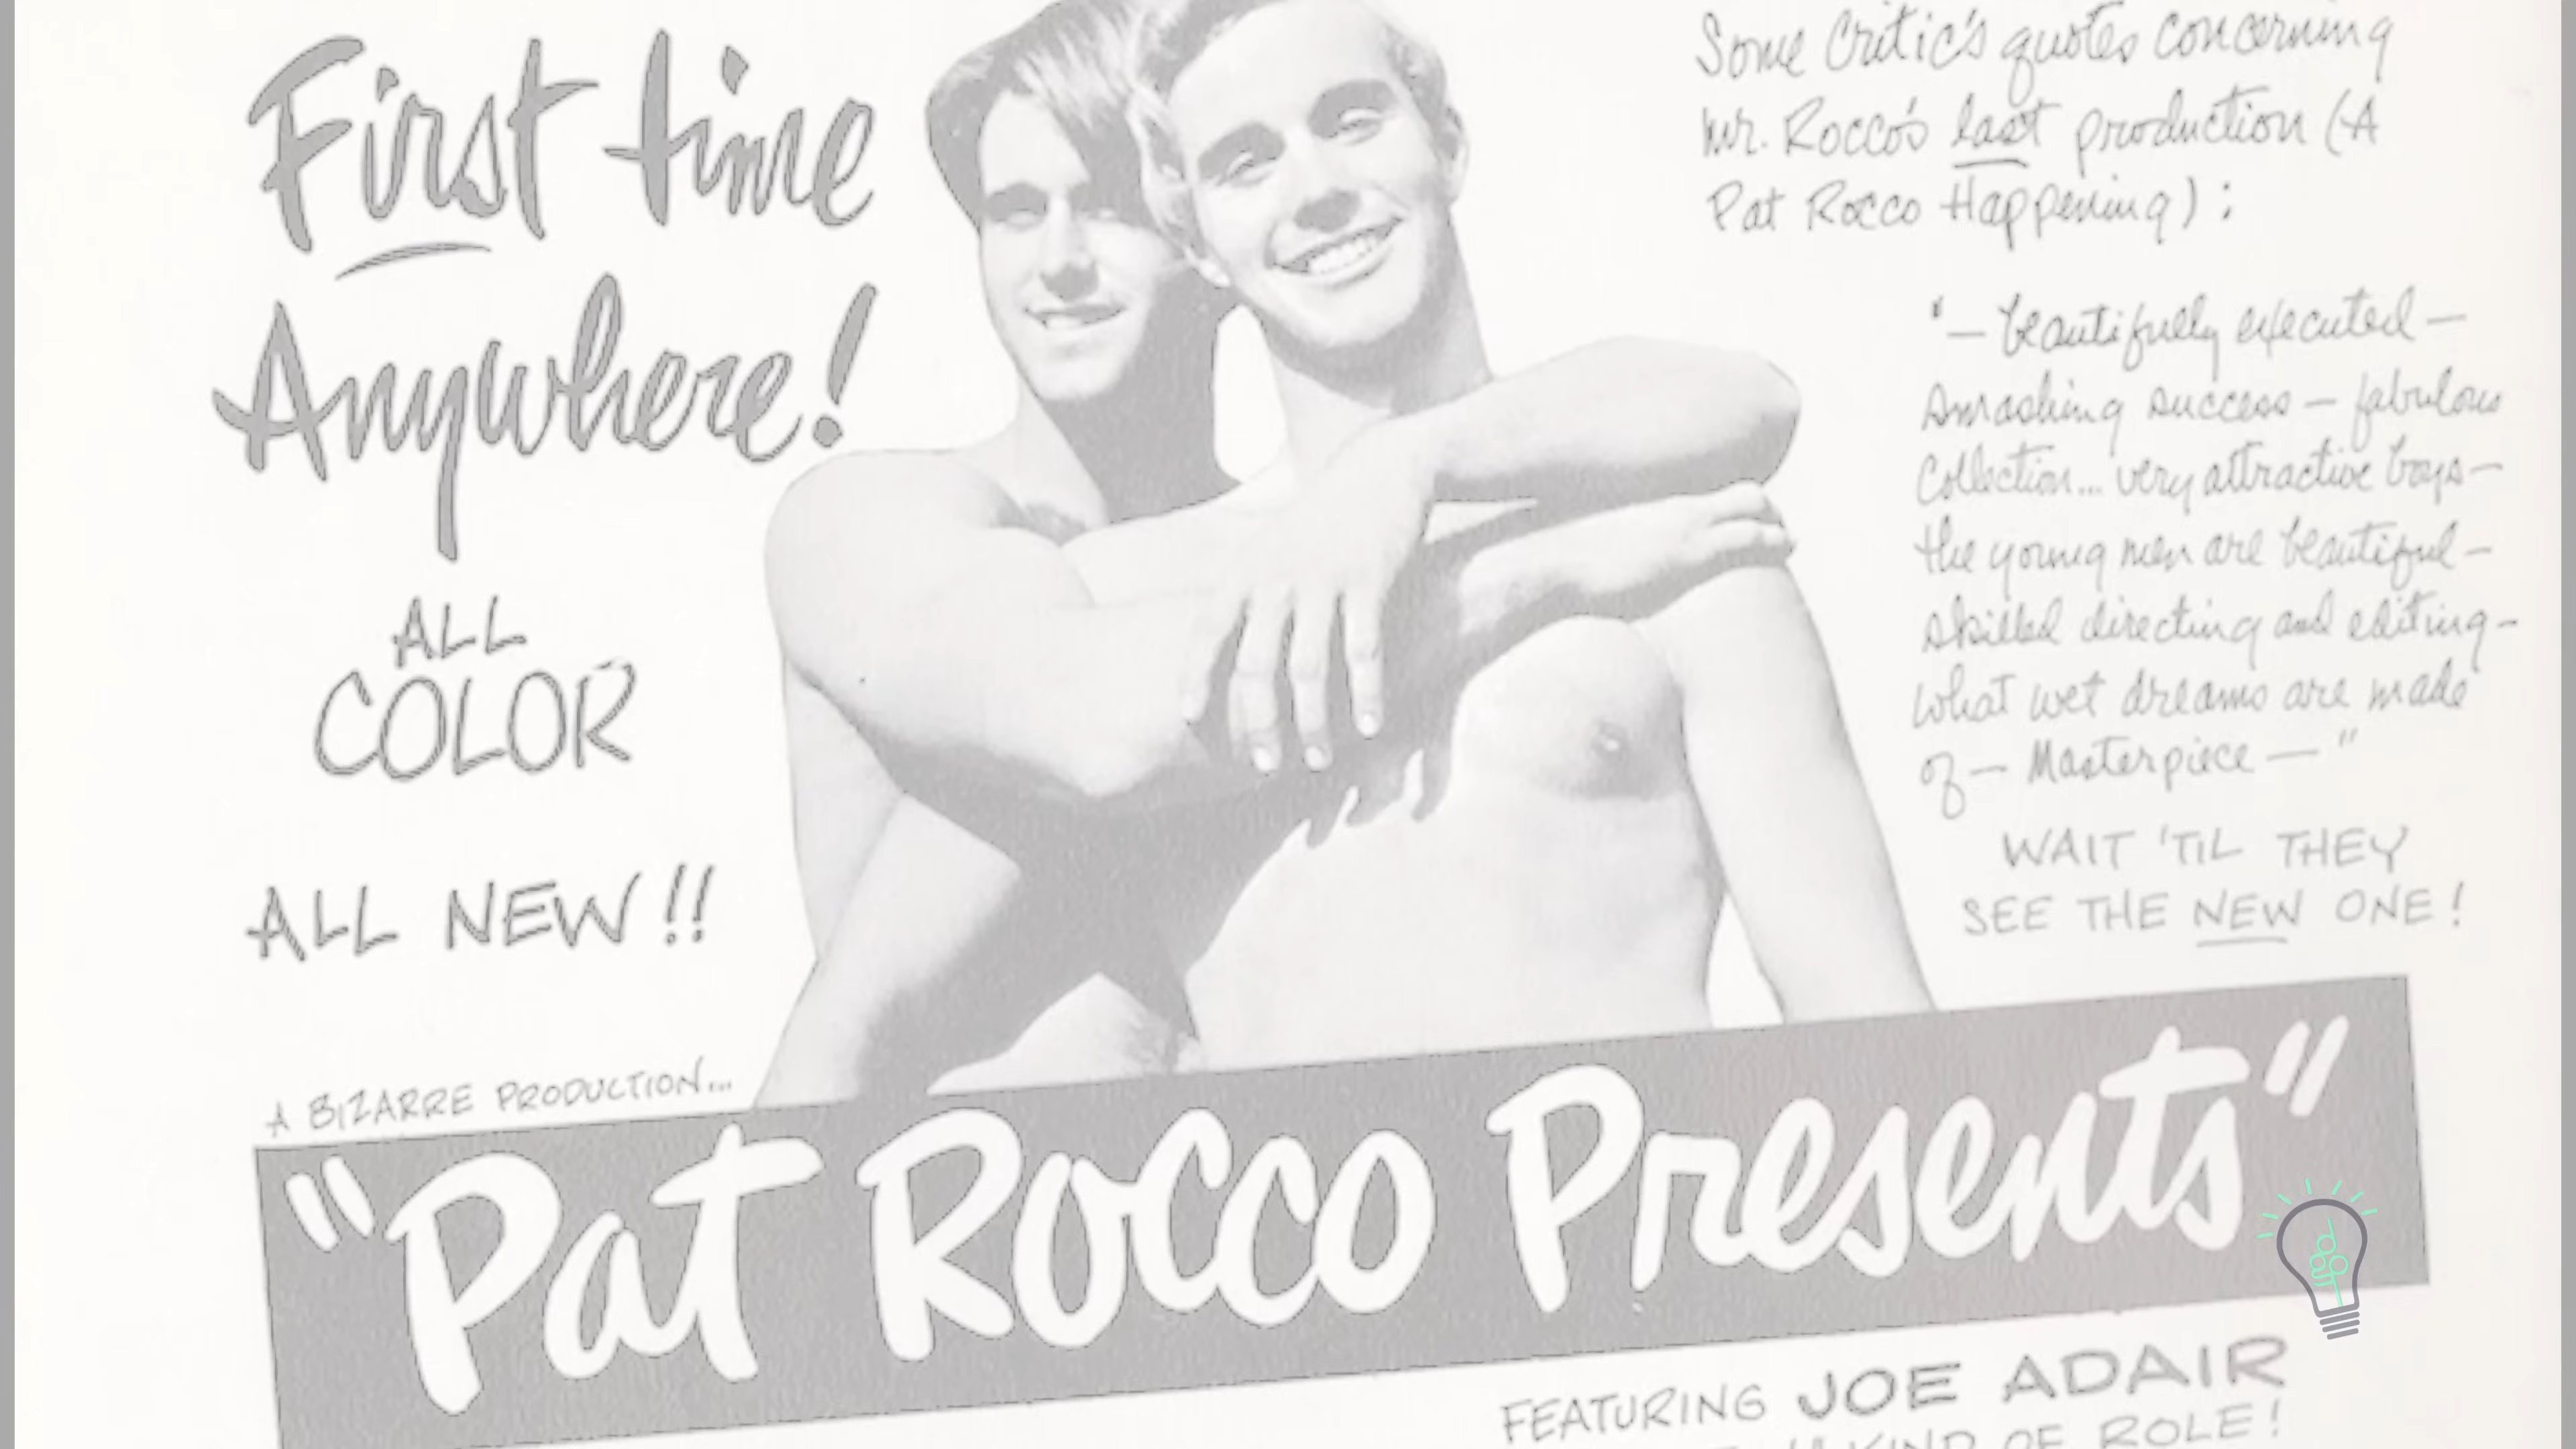 First time
Anywhere!
ALL
COLOR
ALL NEW!!
Some Critic's quotes concerning
Mr. Rocco's last production (A
Pat Rocco Happening):
"— beautifully executed —
smashing success — fabulous
collection... very attractive boys —
the young men are beautiful —
skilled directing and editing —
what wet dreams are made
of — Masterpiece —"
WAIT 'TIL THEY
SEE THE NEW ONE!
A BIZARRE PRODUCTION...
"Pat Rocco Presents"
FEATURING JOE ADAIR
KIND OF ROLE!